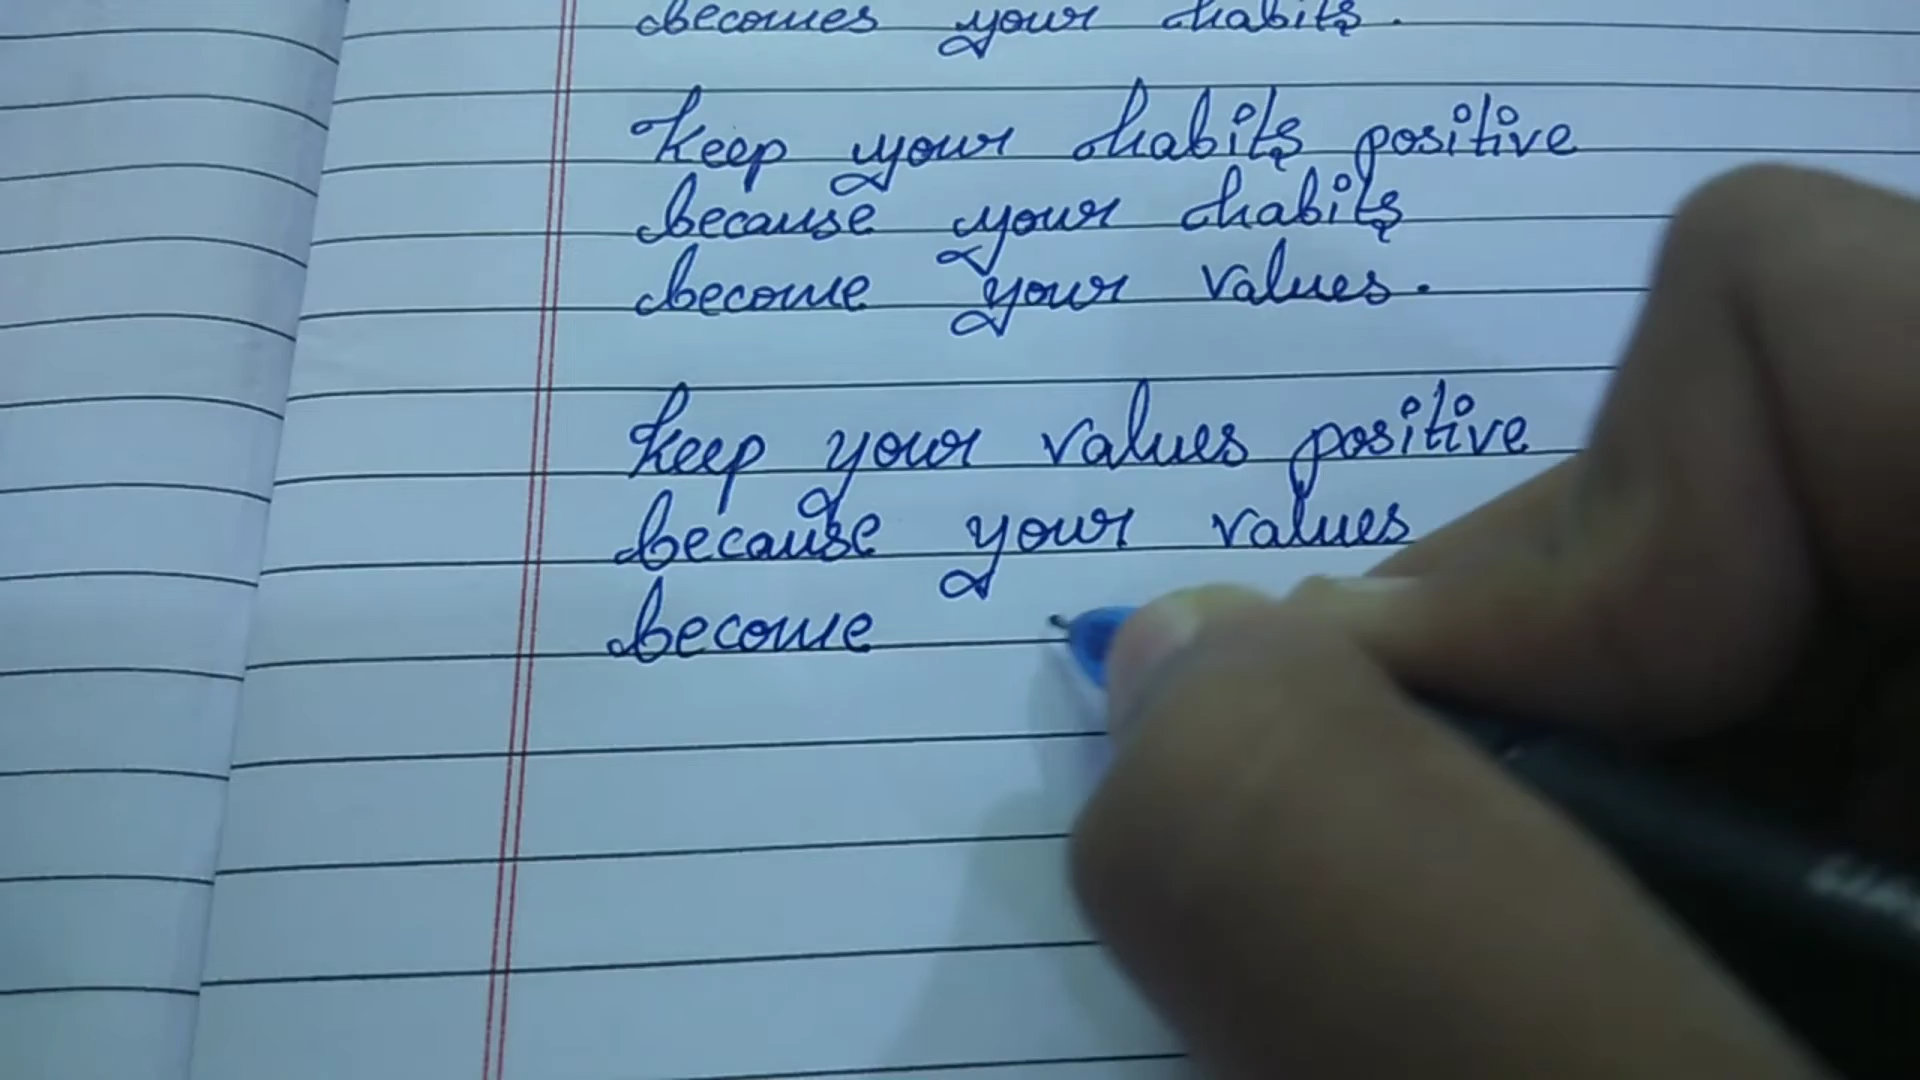 becomes your habits.
Keep your habits positive
because your habits
become your values.
Keep your values positive
because your values
become